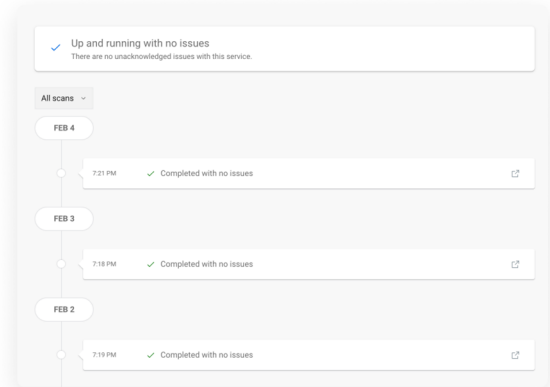 Up and running with no issues
There are no unacknowledged issues with this service.
All scans
FEB 4
7:21 PM Completed with no issues
FEB 3
7:18 PM Completed with no issues
FEB 2
7:19 PM Completed with no issues